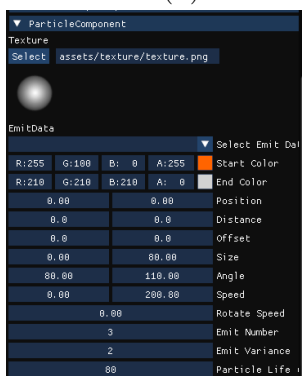 ▼ ParticleComponent
Texture
Select assets/texture/texture.png
EmitData
▼ Select Emit Da
R:255 G:100 B: 0 A:255 Start Color
R:210 G:210 B:210 A: 0 End Color
0.00 0.00 Position
0.0 0.0 Distance
0.0 0.0 Offset
0.00 80.00 Size
80.00 110.00 Angle
0.00 200.80 Speed
0.00 Rotate Speed
3 Emit Number
2 Emit Variance
80 Particle Life